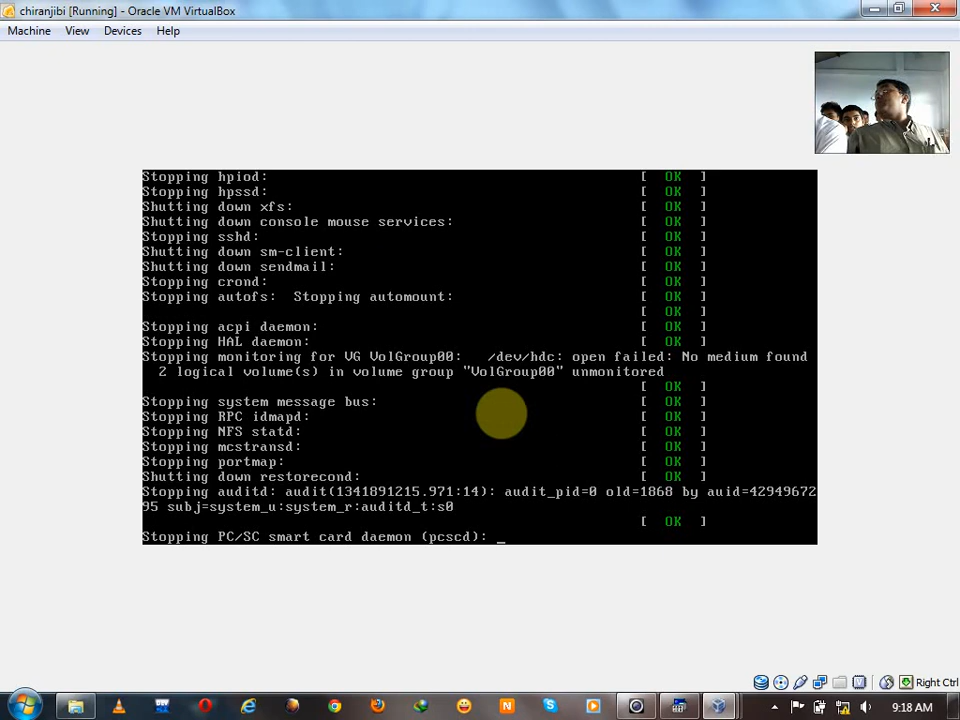 chiranjibi [Running] - Oracle VM VirtualBox
Machine View Devices Help
Stopping hpiod: [ OK ]
Stopping hpssd: [ OK ]
Shutting down xfs: [ OK ]
Shutting down console mouse services: [ OK ]
Stopping sshd: [ OK ]
Shutting down sm-client: [ OK ]
Shutting down sendmail: [ OK ]
Stopping crond: [ OK ]
Stopping autofs: Stopping automount: [ OK ]
[ OK ]
Stopping acpi daemon: [ OK ]
Stopping HAL daemon: [ OK ]
Stopping monitoring for VG VolGroup00: /dev/hdc: open failed: No medium found
2 logical volume(s) in volume group "VolGroup00" unmonitored
[ OK ]
Stopping system message bus: [ OK ]
Stopping RPC idmapd: [ OK ]
Stopping NFS statd: [ OK ]
Stopping mcstransd: [ OK ]
Stopping portmap: [ OK ]
Shutting down restorecond: [ OK ]
Stopping auditd: audit(1341891215.971:14): audit_pid=0 old=1868 by auid=42949672
95 subj=system_u:system_r:auditd_t:s0
[ OK ]
Stopping PC/SC smart card daemon (pcscd): _
Right Ctrl
9:18 AM